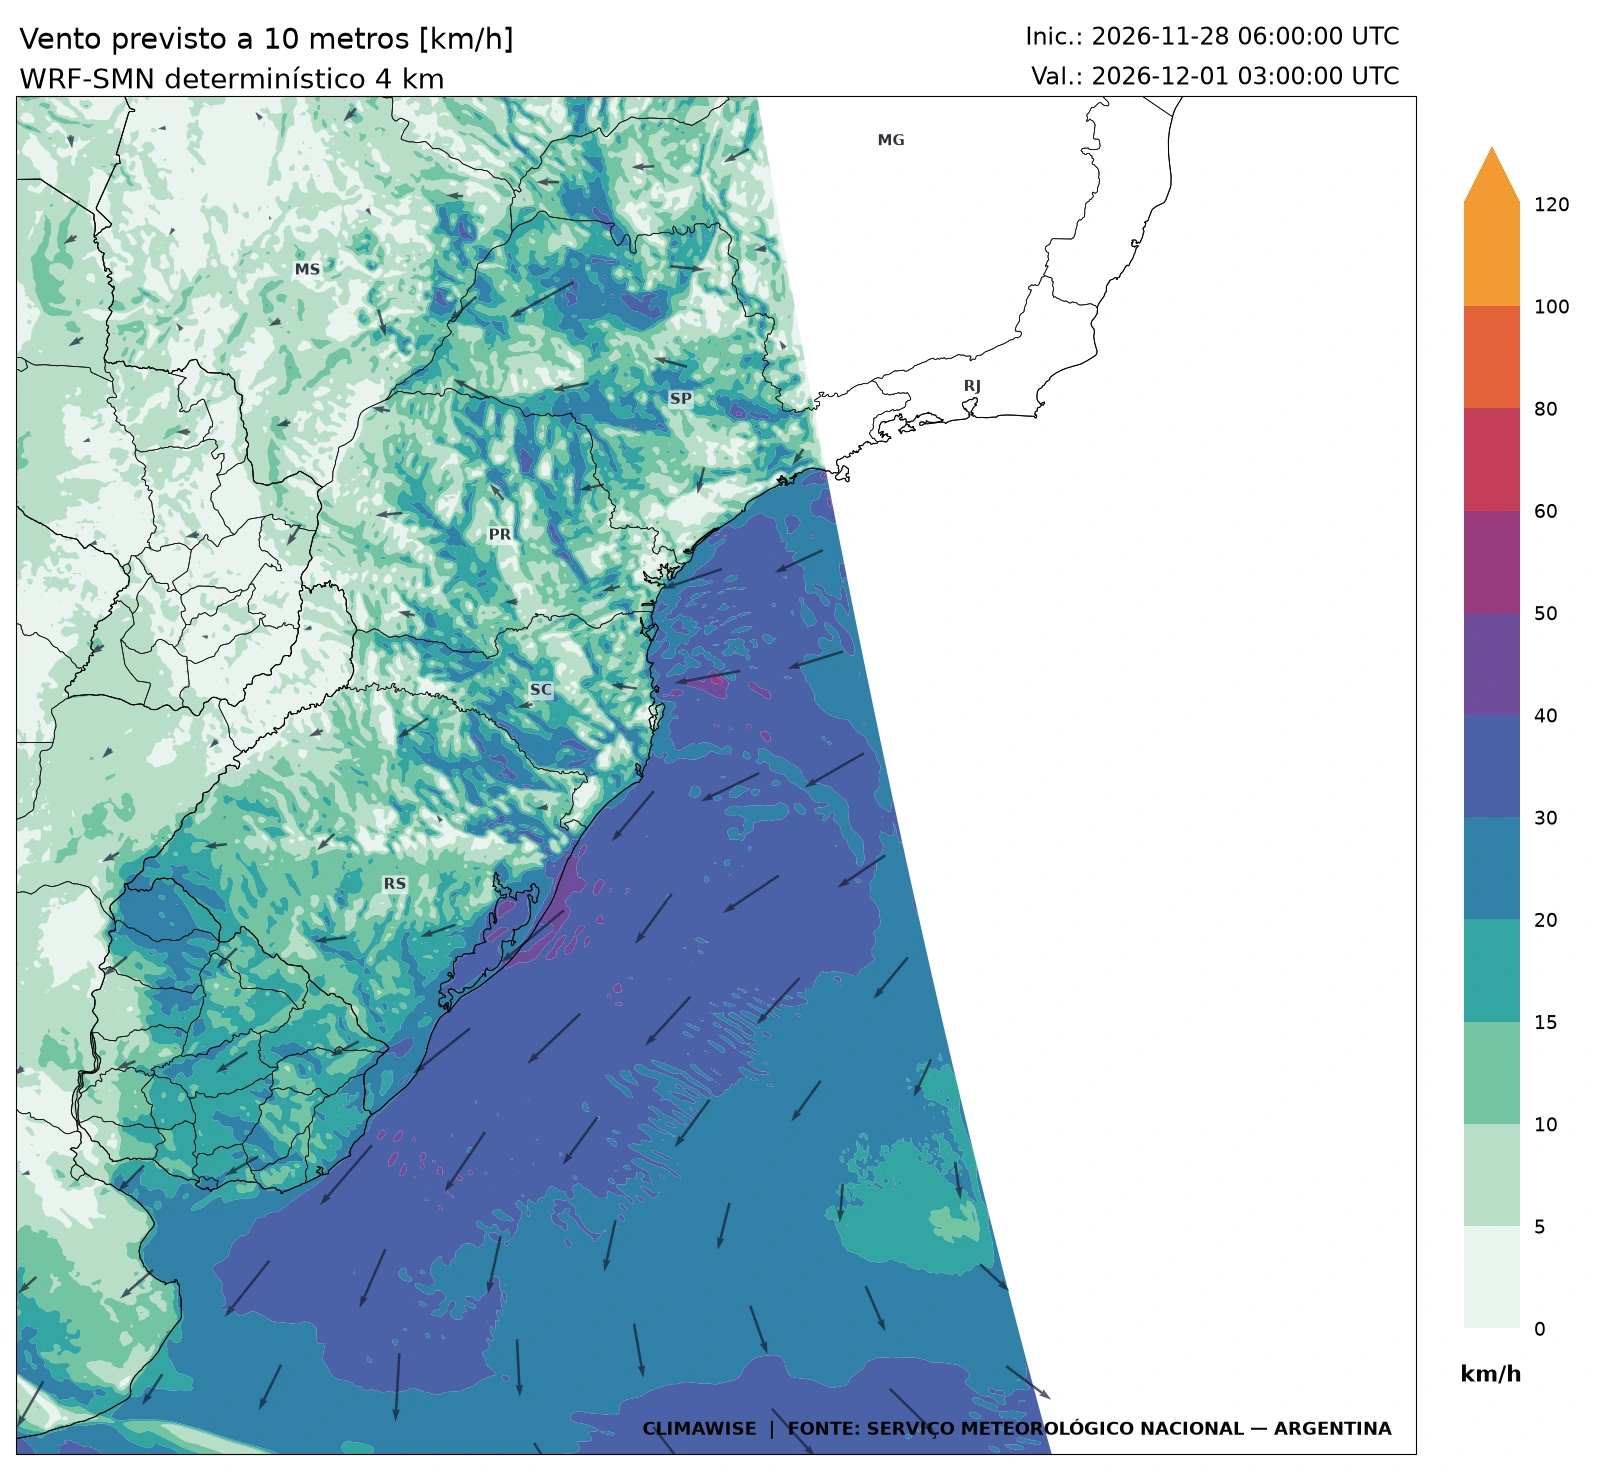 Vento previsto a 10 metros [km/h]
WRF-SMN determinístico 4 km
Inic.: 2026-11-28 06:00:00 UTC
Val.: 2026-12-01 03:00:00 UTC
MG
MS
RJ
SP
PR
SC
RS
120
100
80
60
50
40
30
20
15
10
5
0
km/h
CLIMAWISE | FONTE: SERVIÇO METEOROLÓGICO NACIONAL — ARGENTINA